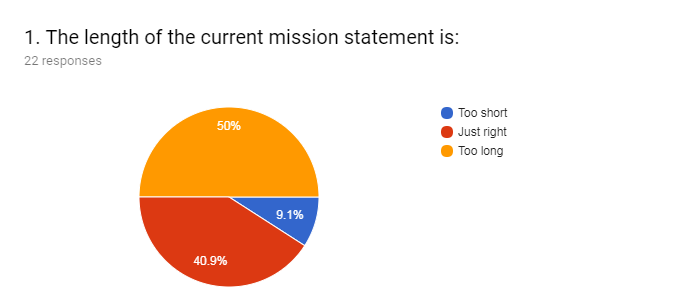 1. The length of the current mission statement is:
22 responses
Too short
Just right
Too long
50%
9.1%
40.9%